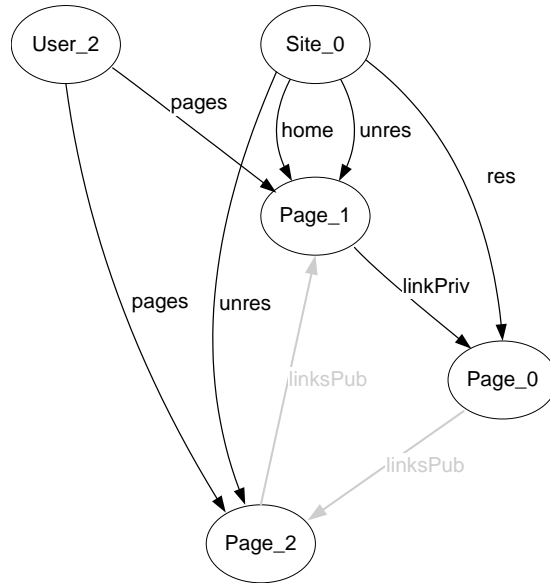 User_2
Site_0
pages
home
unres
res
Page_1
linkPriv
pages
unres
linksPub
Page_0
linksPub
Page_2